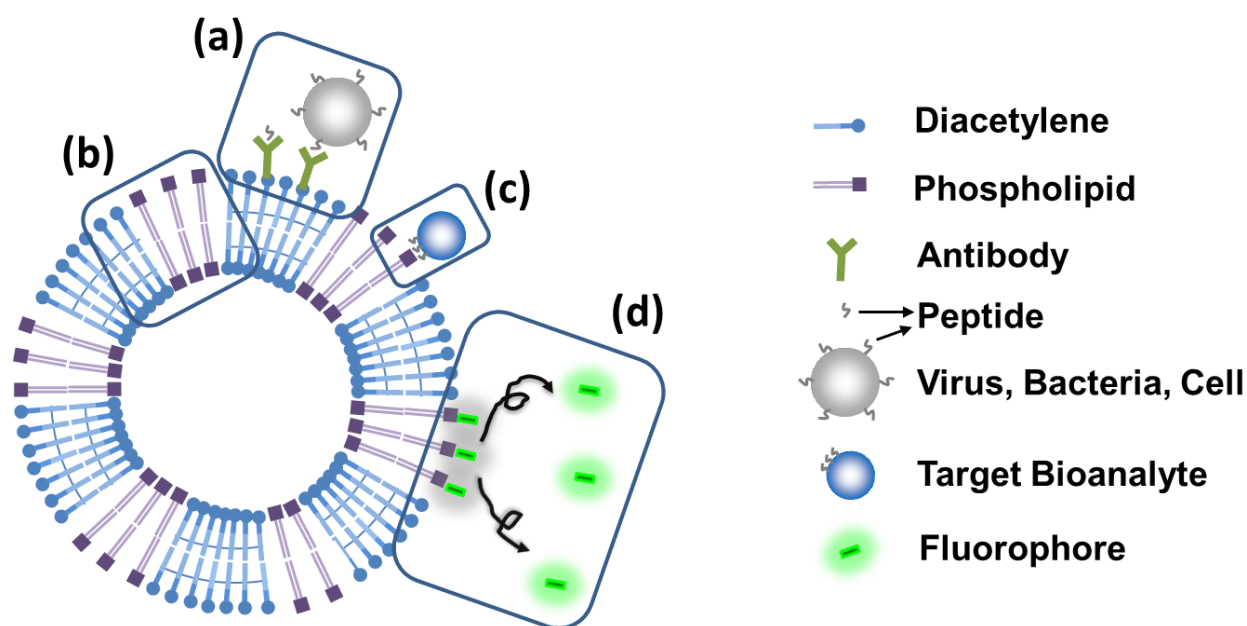 (a)
(b)
(c)
(d)
Diacetylene
Phospholipid
Antibody
Peptide
Virus, Bacteria, Cell
Target Bioanalyte
Fluorophore